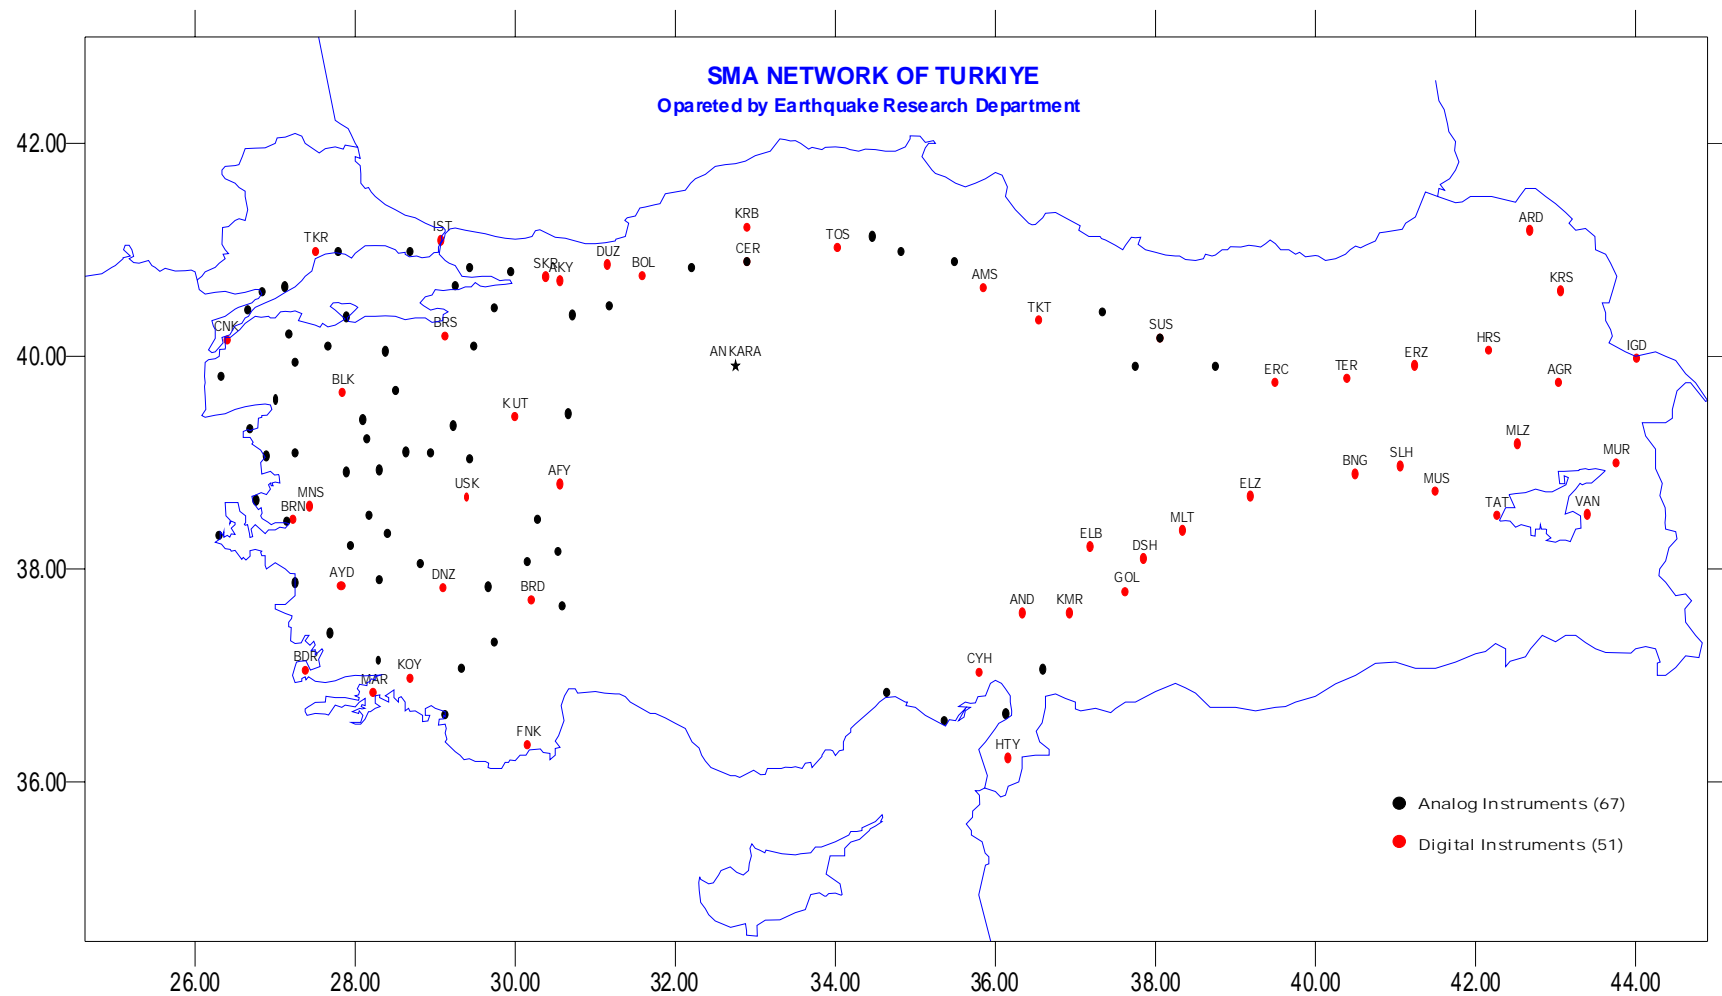 SMA NETWORK OF TURKIYE
Opareted by Earthquake Research Department
42.00
40.00
38.00
36.00
IST
TKR
KRB
TOS
CER
DUZ
BOL
SKR
AKY
ARD
KRS
AMS
TKT
SUS
CNK
BRS
ANKARA
HRS
IGD
ERZ
TER
ERC
AGR
BLK
KUT
MLZ
MUR
SLH
BNG
MUS
AFY
USK
ELZ
MNS
BRN
TAT
VAN
MLT
ELB
DSH
GOL
AYD
DNZ
BRD
AND
KMR
BDR
KOY
MAR
CYH
FNK
HTY
Analog Instruments (67)
Digital Instruments (51)
26.00
28.00
30.00
32.00
34.00
36.00
38.00
40.00
42.00
44.00